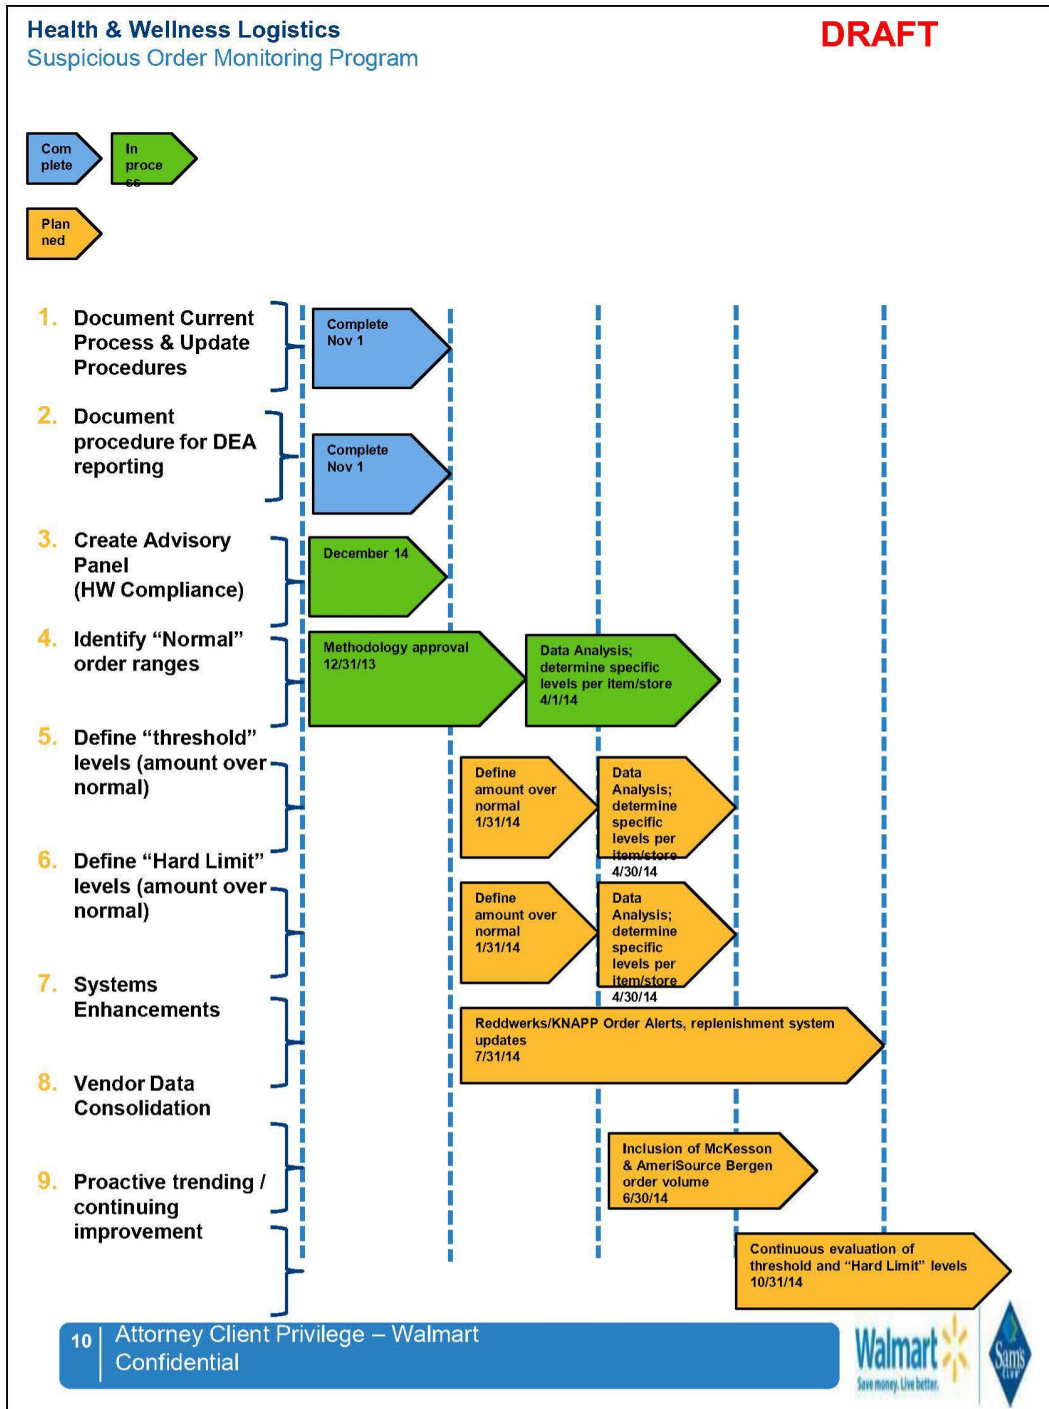 Health & Wellness Logistics
DRAFT
Suspicious Order Monitoring Program
Com
plete
In
proce
ss
Plan
ned
1. Document Current
Process & Update
Procedures
Complete
Nov 1
2. Document
procedure for DEA
reporting
Complete
Nov 1
3. Create Advisory
Panel
(HW Compliance)
December 14
4. Identify “Normal”
order ranges
Methodology approval
12/31/13
Data Analysis;
determine specific
levels per item/store
4/1/14
5. Define “threshold”
levels (amount over
normal)
Define
amount over
normal
1/31/14
Data
Analysis;
determine
specific
levels per
item/store
4/30/14
6. Define “Hard Limit”
levels (amount over
normal)
Define
amount over
normal
1/31/14
Data
Analysis;
determine
specific
levels per
item/store
4/30/14
7. Systems
Enhancements
Reddwerks/KNAPP Order Alerts, replenishment system
updates
7/31/14
8. Vendor Data
Consolidation
Inclusion of McKesson
& AmeriSource Bergen
order volume
6/30/14
9. Proactive trending /
continuing
improvement
Continuous evaluation of
threshold and “Hard Limit” levels
10/31/14
10
Attorney Client Privilege – Walmart
Confidential
Walmart
Save money. Live better.
Sam's
CLUB